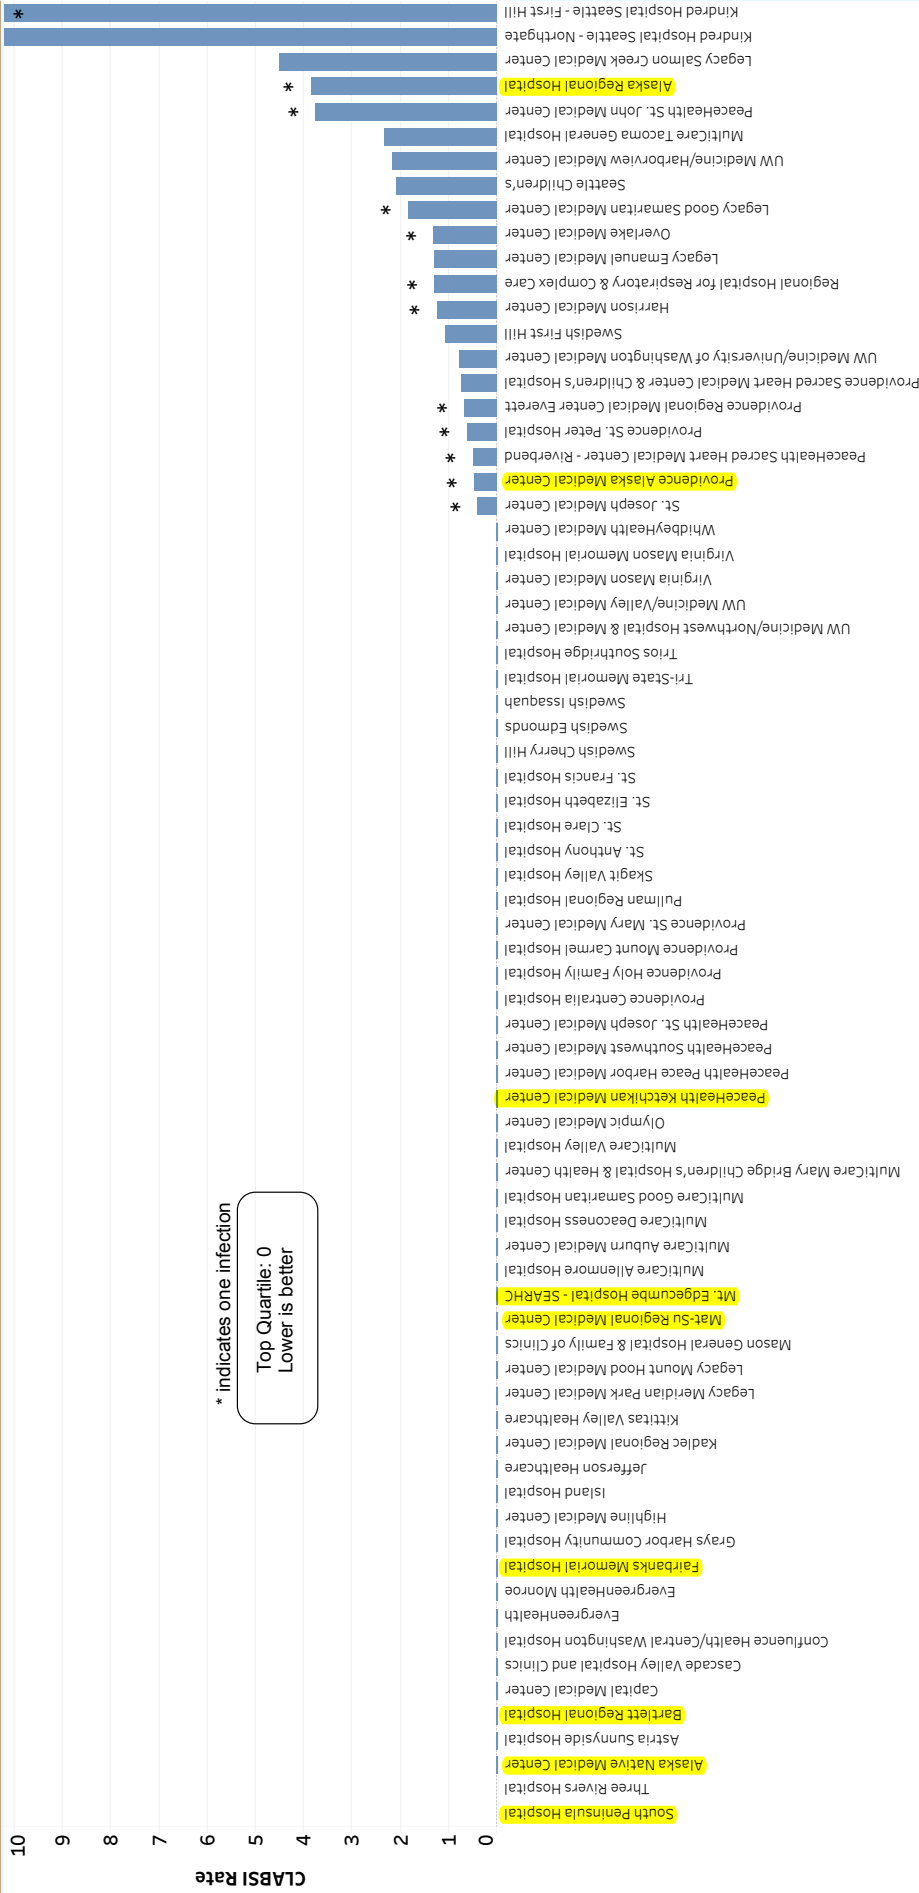 Kindred Hospital Seattle - First Hill
Kindred Hospital Seattle - Northgate
Legacy Salmon Creek Medical Center
Alaska Regional Hospital
PeaceHealth St. John Medical Center
MultiCare Tacoma General Hospital
UW Medicine/Harborview Medical Center
Seattle Children's
Legacy Good Samaritan Medical Center
Overlake Medical Center
Legacy Emanuel Medical Center
Regional Hospital for Respiratory & Complex Care
Harrison Medical Center
Swedish First Hill
UW Medicine/University of Washington Medical Center
Providence Sacred Heart Medical Center & Children's Hospital
Providence Regional Medical Center Everett
Providence St. Peter Hospital
PeaceHealth Sacred Heart Medical Center - Riverbend
Providence Alaska Medical Center
St. Joseph Medical Center
WhidbeyHealth Medical Center
Virginia Mason Memorial Hospital
Virginia Mason Medical Center
UW Medicine/Valley Medical Center
UW Medicine/Northwest Hospital & Medical Center
Trios Southridge Hospital
Tri-State Memorial Hospital
Swedish Issaquah
Swedish Edmonds
Swedish Cherry Hill
St. Francis Hospital
St. Elizabeth Hospital
St. Clare Hospital
St. Anthony Hospital
Skagit Valley Hospital
Pullman Regional Hospital
Providence St. Mary Medical Center
Providence Mount Carmel Hospital
Providence Holy Family Hospital
Providence Centralia Hospital
PeaceHealth St. Joseph Medical Center
PeaceHealth Southwest Medical Center
PeaceHealth Peace Harbor Medical Center
PeaceHealth Ketchikan Medical Center
Olympic Medical Center
MultiCare Valley Hospital
MultiCare Mary Bridge Children's Hospital & Health Center
MultiCare Good Samaritan Hospital
MultiCare Deaconess Hospital
MultiCare Auburn Medical Center
MultiCare Allenmore Hospital
Mt. Edgecumbe Hospital - SEARHC
Mat-Su Regional Medical Center
Mason General Hospital & Family of Clinics
Legacy Mount Hood Medical Center
Legacy Meridian Park Medical Center
Kittitas Valley Healthcare
Kadlec Regional Medical Center
Jefferson Healthcare
Island Hospital
Highline Medical Center
Grays Harbor Community Hospital
Fairbanks Memorial Hospital
EvergreenHealth Monroe
EvergreenHealth
Confluence Health/Central Washington Hospital
Cascade Valley Hospital and Clinics
Capital Medical Center
Bartlett Regional Hospital
Astria Sunnyside Hospital
Alaska Native Medical Center
Three Rivers Hospital
South Peninsula Hospital
* indicates one infection
Top Quartile: 0
Lower is better
10
9
8
7
6
5
4
3
2
1
0
CLABSI Rate
*
*
*
*
*
*
*
*
*
*
*
*